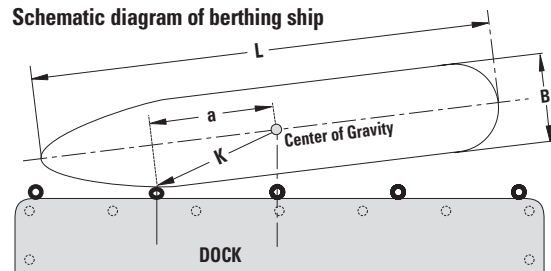 Schematic diagram of berthing ship
L
B
a
Center of Gravity
K
DOCK